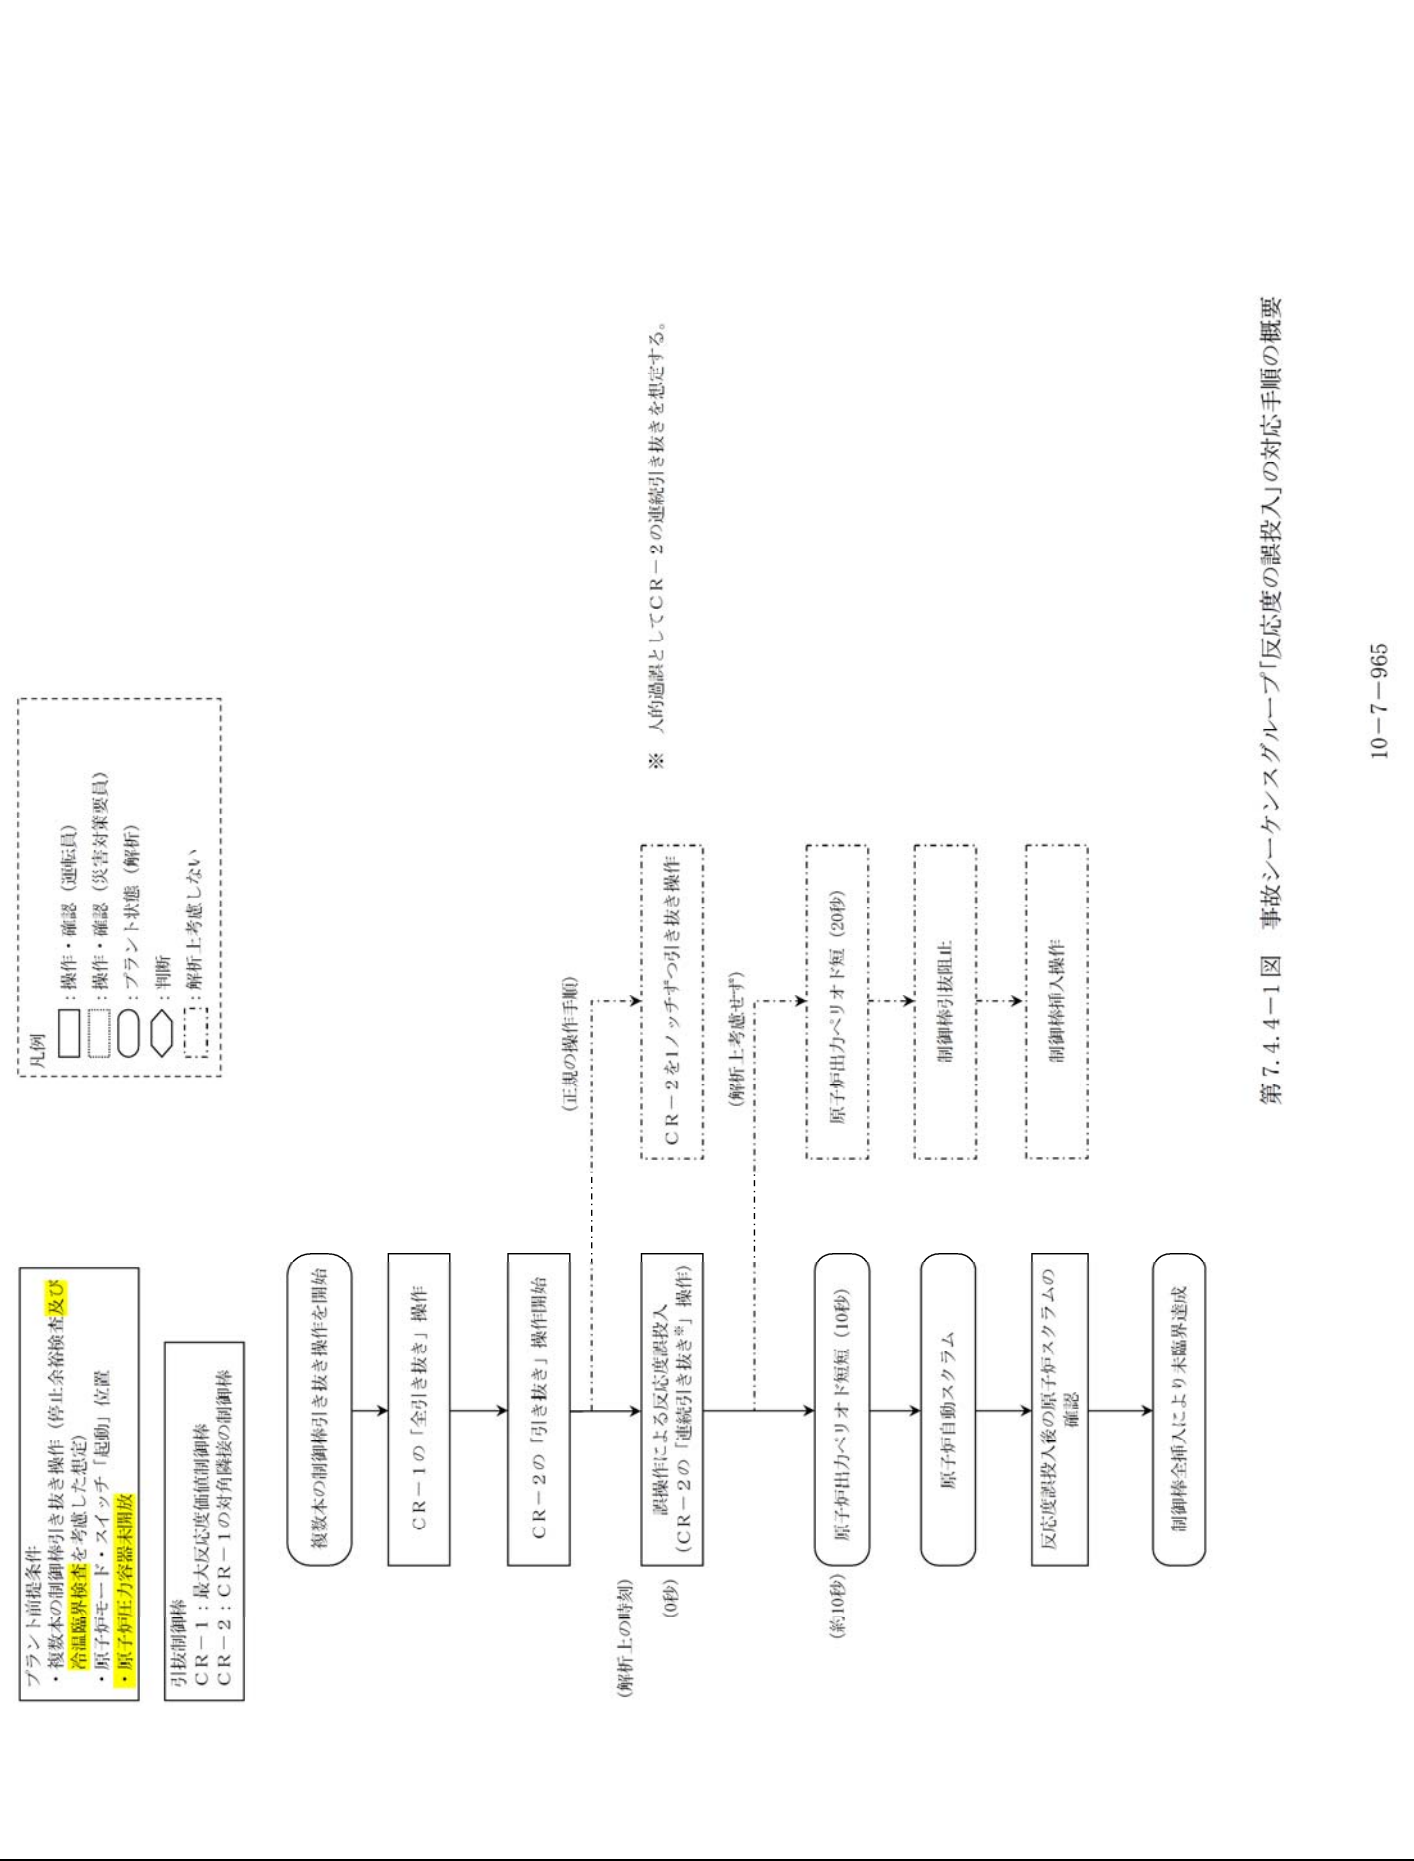 プラント前提条件
・複数本の制御棒引き抜き操作（停止余裕検査及び
冷温臨界検査を考慮した想定）
・原子炉モード・スイッチ「起動」位置
・原子炉圧力容器未開放
引抜制御棒
ＣＲ－１：最大反応度価値制御棒
ＣＲ－２：ＣＲ－１の対角隣接の制御棒
凡例
：操作・確認（運転員）
：操作・確認（災害対策要員）
：プラント状態（解析）
：判断
：解析上考慮しない
複数本の制御棒引き抜き操作を開始
ＣＲ－１の「全引き抜き」操作
ＣＲ－２の「引き抜き」操作開始
（正規の操作手順）
（解析上の時刻）
（0秒）
誤操作による反応度誤投入
（ＣＲ－２の「連続引き抜き※」操作）
ＣＲ－２を1ノッチずつ引き抜き操作
※　人的過誤としてＣＲ－２の連続引き抜きを想定する。
（解析上考慮せず）
（約10秒）
原子炉出力ペリオド短短（10秒）
原子炉出力ペリオド短（20秒）
原子炉自動スクラム
制御棒引抜阻止
反応度誤投入後の原子炉スクラムの
確認
制御棒挿入操作
制御棒全挿入により未臨界達成
第7.4.4－1図　事故シーケンスグループ「反応度の誤投入」の対応手順の概要
10－7－965